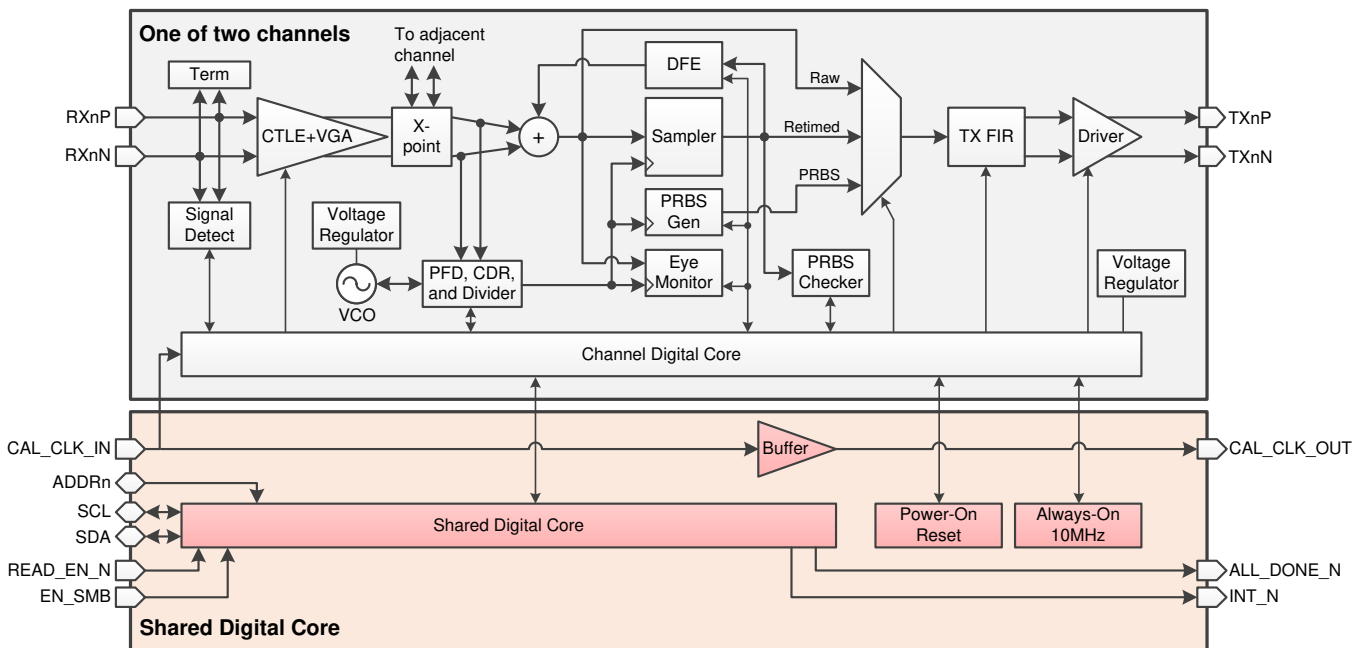 One of two channels
To adjacent
channel
Term
DFE
Raw
RXnP
RXnN
CTLE+VGA
X-
point
+
Sampler
Retimed
TX FIR
Driver
TXnP
TXnN
PRBS
Signal
Detect
Voltage
Regulator
PRBS
Gen
VCO
PFD, CDR,
and Divider
Eye
Monitor
PRBS
Checker
Voltage
Regulator
Channel Digital Core
CAL_CLK_IN
Buffer
CAL_CLK_OUT
ADDRn
SCL
SDA
Shared Digital Core
Power-On
Reset
Always-On
10MHz
READ_EN_N
EN_SMB
ALL_DONE_N
INT_N
Shared Digital Core